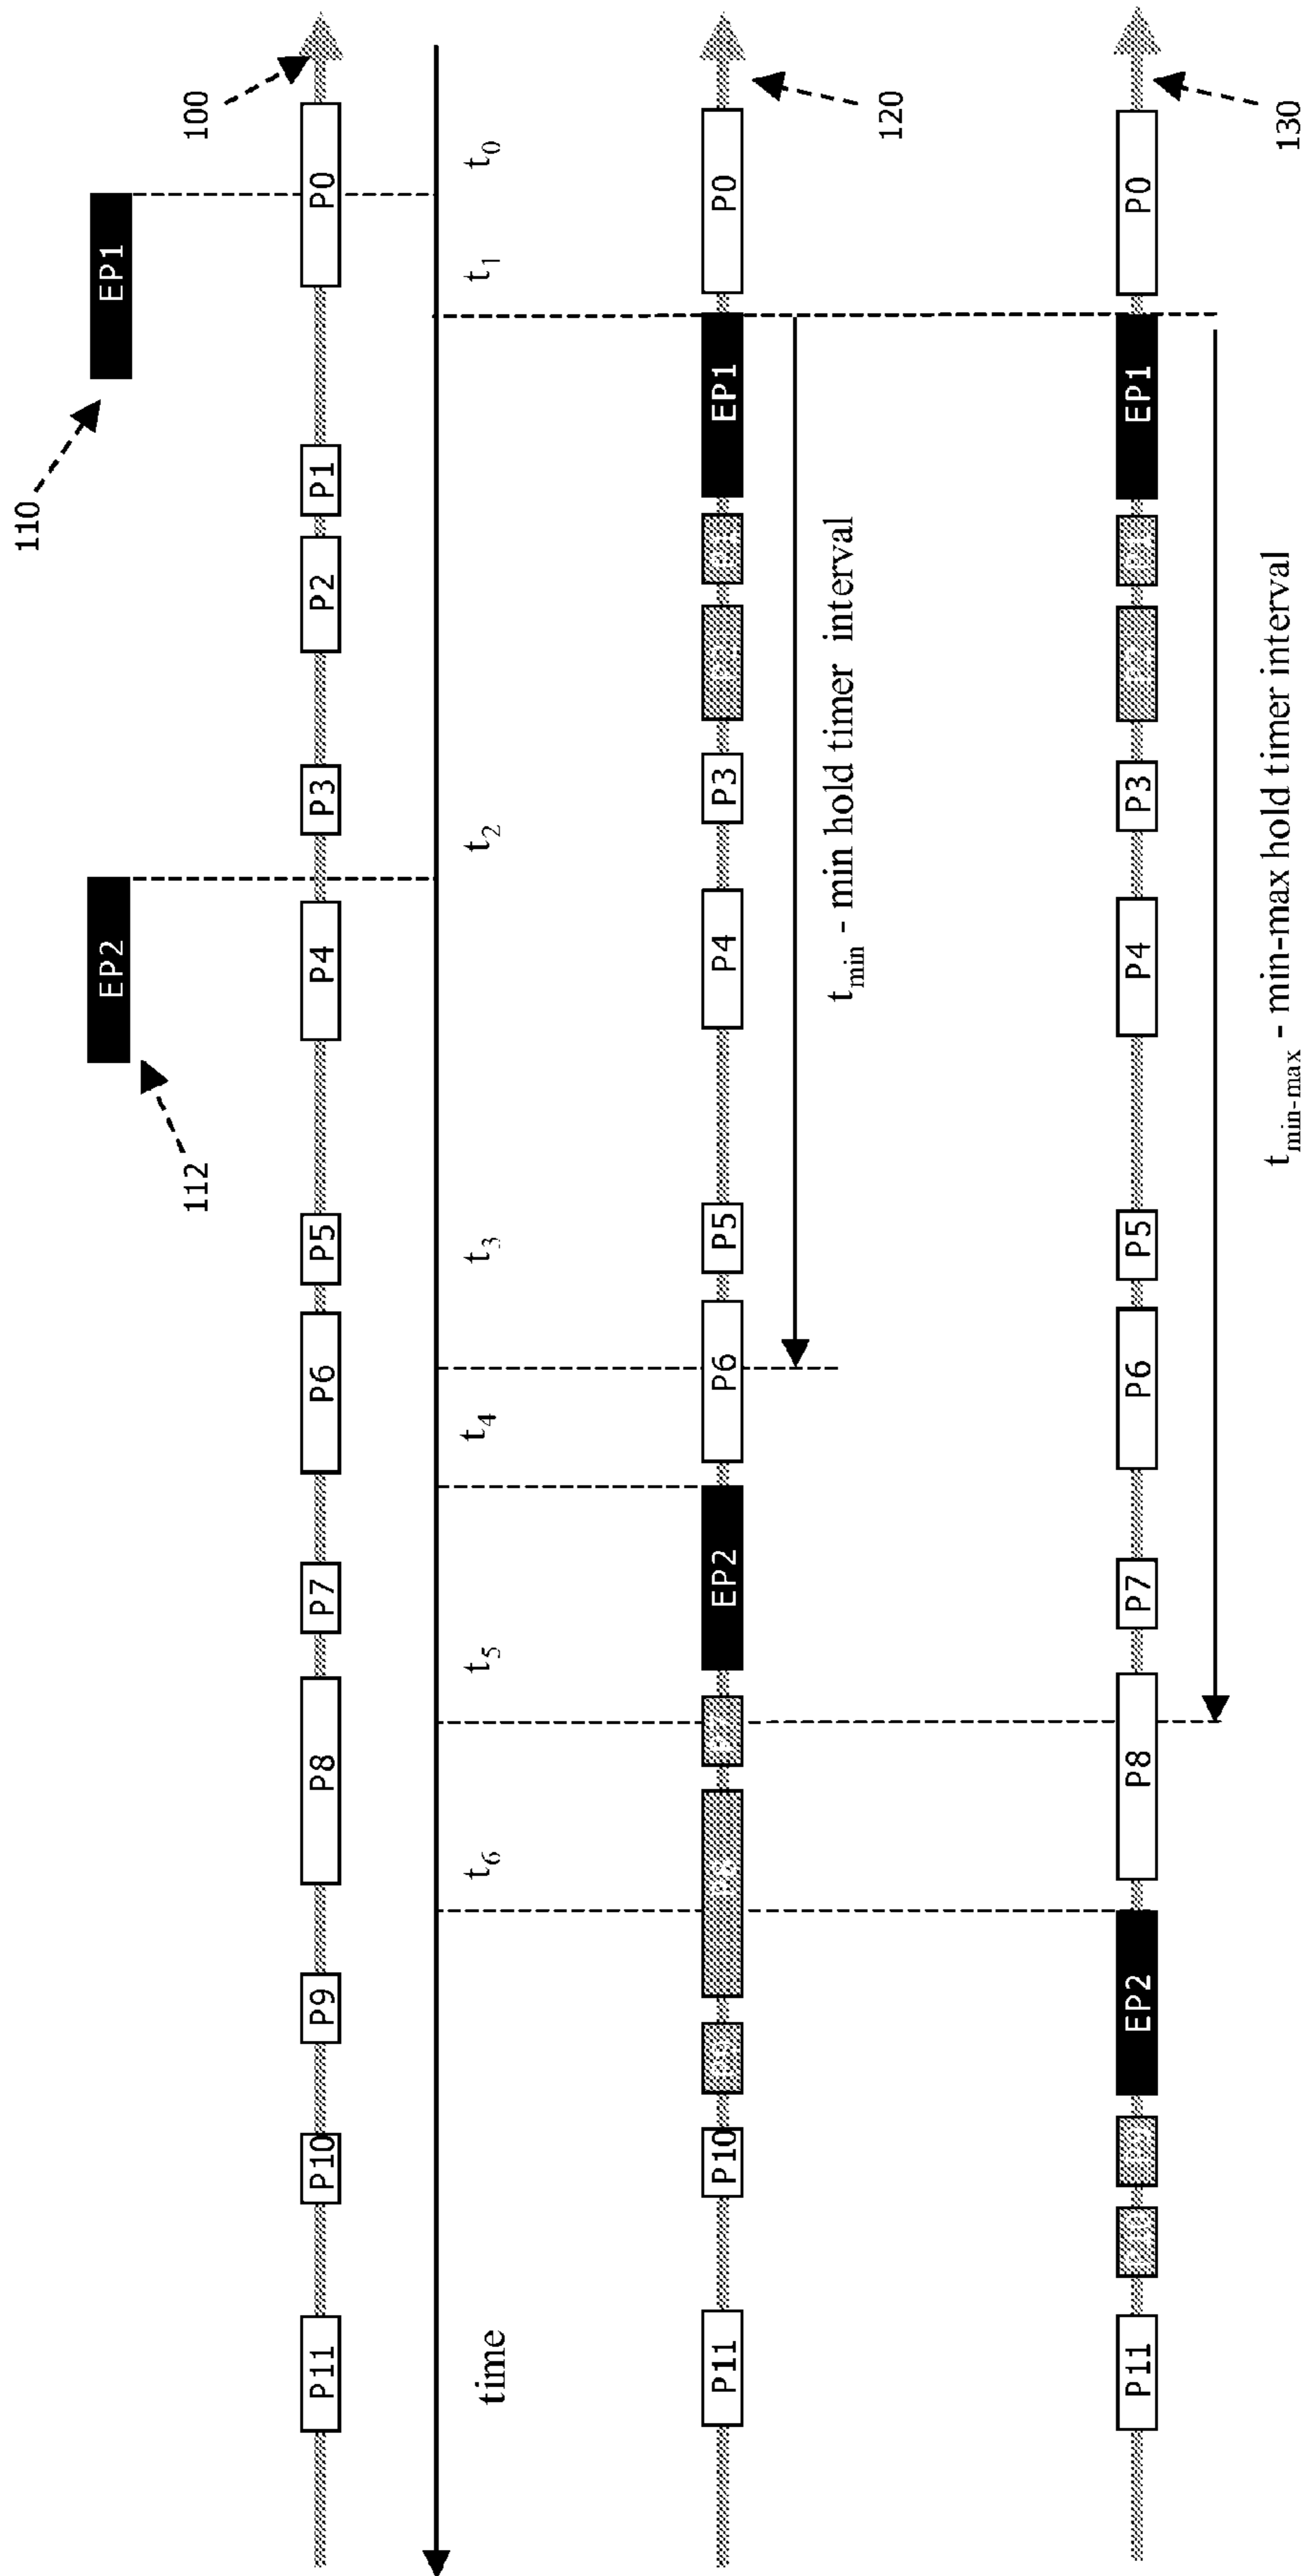 110
EP2 EP1
112 100
P11 P10 P9 P8 P7 P6 P5 P4 P3 P2 P1 P0
time t6 t5 t4 t3 t2 t1 t0
P11 P10 EP2 P6 P5 P4 P3 EP1 P0
tmin - min hold timer interval
120
P11 EP2 P8 P7 P6 P5 P4 P3 EP1 P0
tmin-max - min-max hold timer interval
130